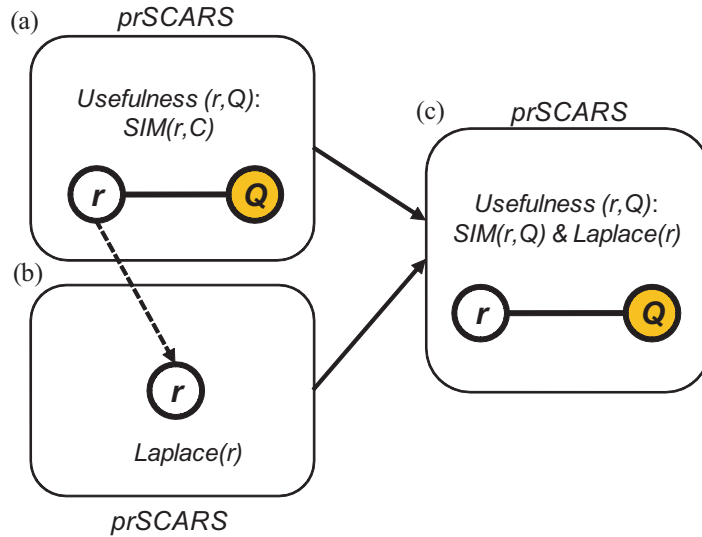 (a)
prSCARS
Usefulness (r,Q):
SIM(r,C)
r
Q
(b)
r
Laplace(r)
prSCARS
(c)
prSCARS
Usefulness (r,Q):
SIM(r,Q) & Laplace(r)
r
Q